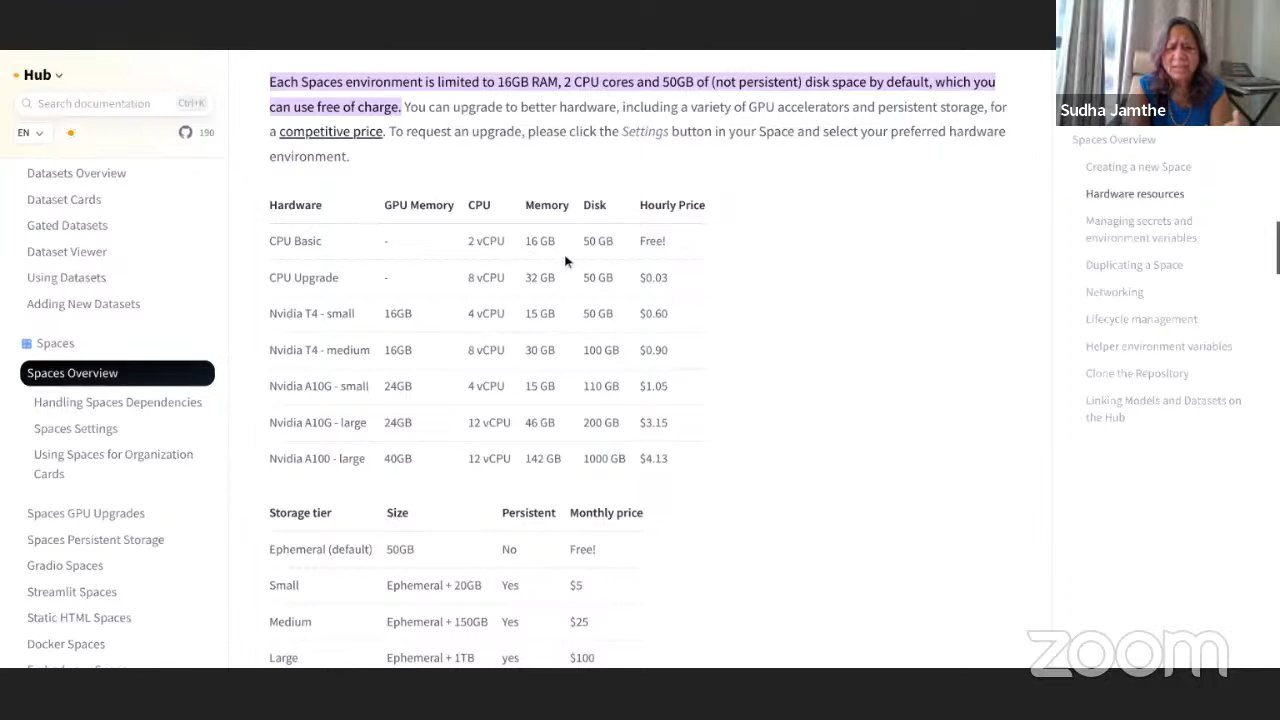 Hub
Search documentation Ctrl+K
EN 190
Datasets Overview
Dataset Cards
Gated Datasets
Dataset Viewer
Using Datasets
Adding New Datasets
Spaces
Spaces Overview
Handling Spaces Dependencies
Spaces Settings
Using Spaces for Organization
Cards
Spaces GPU Upgrades
Spaces Persistent Storage
Gradio Spaces
Streamlit Spaces
Static HTML Spaces
Docker Spaces
Each Spaces environment is limited to 16GB RAM, 2 CPU cores and 50GB of (not persistent) disk space by default, which you
can use free of charge. You can upgrade to better hardware, including a variety of GPU accelerators and persistent storage, for
a competitive price. To request an upgrade, please click the Settings button in your Space and select your preferred hardware
environment.
Hardware GPU Memory CPU Memory Disk Hourly Price
CPU Basic - 2 vCPU 16 GB 50 GB Free!
CPU Upgrade - 8 vCPU 32 GB 50 GB $0.03
Nvidia T4 - small 16GB 4 vCPU 15 GB 50 GB $0.60
Nvidia T4 - medium 16GB 8 vCPU 30 GB 100 GB $0.90
Nvidia A10G - small 24GB 4 vCPU 15 GB 110 GB $1.05
Nvidia A10G - large 24GB 12 vCPU 46 GB 200 GB $3.15
Nvidia A100 - large 40GB 12 vCPU 142 GB 1000 GB $4.13
Storage tier Size Persistent Monthly price
Ephemeral (default) 50GB No Free!
Small Ephemeral + 20GB Yes $5
Medium Ephemeral + 150GB Yes $25
Large Ephemeral + 1TB yes $100
Sudha Jamthe
Spaces Overview
Creating a new Space
Hardware resources
Managing secrets and
environment variables
Duplicating a Space
Networking
Lifecycle management
Helper environment variables
Clone the Repository
Linking Models and Datasets on
the Hub
zoom